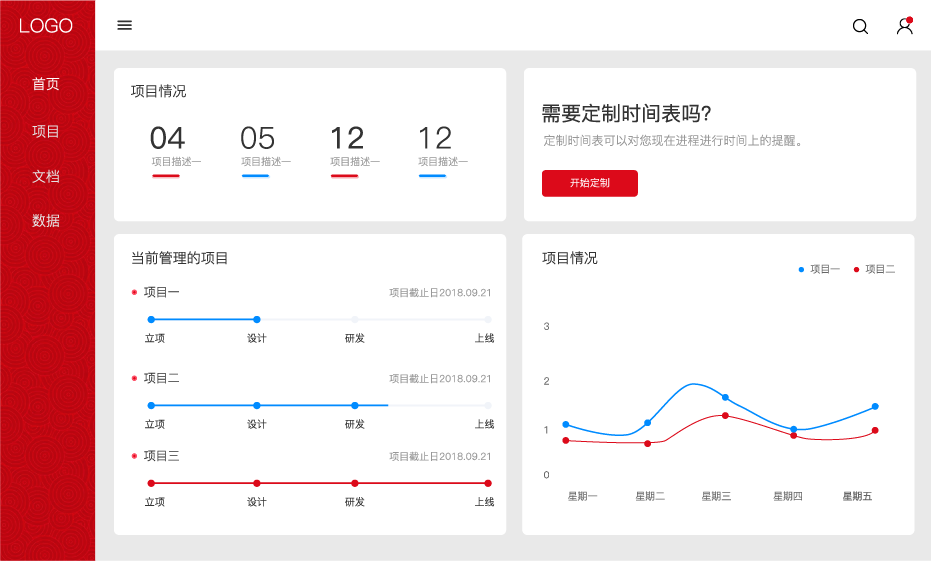 LOGO
首页
项目
文档
数据
项目情况
04 05 12 12
项目描述一 项目描述一 项目描述一 项目描述一
需要定制时间表吗?
定制时间表可以对您现在进程进行时间上的提醒。
开始定制
当前管理的项目
项目一 项目截止日2018.09.21
立项 设计 研发 上线
项目二 项目截止日2018.09.21
立项 设计 研发 上线
项目三 项目截止日2018.09.21
立项 设计 研发 上线
项目情况
项目一 项目二
3
2
1
0
星期一 星期二 星期三 星期四 星期五